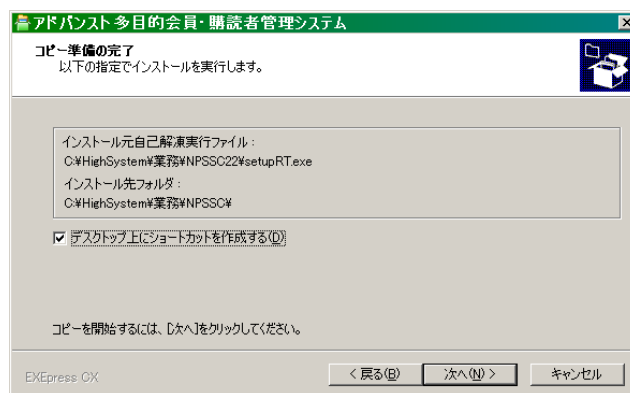 アドバンスト多目的会員・購読者管理システム
コピー準備の完了
以下の指定でインストールを実行します。
インストール元自己解凍実行ファイル：
C:¥HighSystem¥業務¥NPSSC22¥setupRT.exe
インストール先フォルダ：
C:¥HighSystem¥業務¥NPSSC¥
デスクトップ上にショートカットを作成する(D)
コピーを開始するには、[次へ]をクリックしてください。
EXEpress CX
< 戻る(B)
次へ(N) >
キャンセル